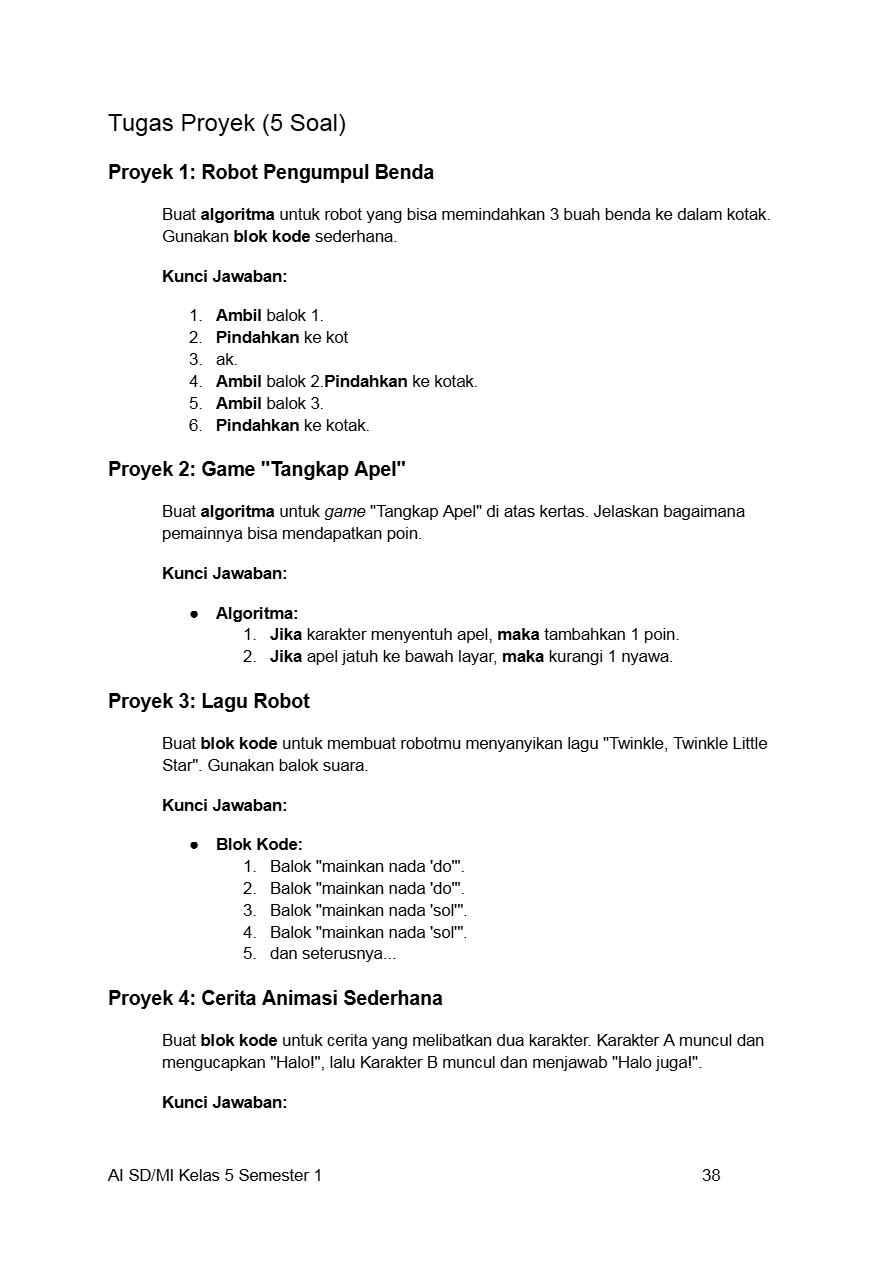 Tugas Proyek (5 Soal)
Proyek 1: Robot Pengumpul Benda
Buat algoritma untuk robot yang bisa memindahkan 3 buah benda ke dalam kotak.
Gunakan blok kode sederhana.
Kunci Jawaban:
1. Ambil balok 1.
2. Pindahkan ke kot
3. ak.
4. Ambil balok 2.Pindahkan ke kotak.
5. Ambil balok 3.
6. Pindahkan ke kotak.
Proyek 2: Game "Tangkap Apel"
Buat algoritma untuk game "Tangkap Apel" di atas kertas. Jelaskan bagaimana
pemainnya bisa mendapatkan poin.
Kunci Jawaban:
● Algoritma:
1. Jika karakter menyentuh apel, maka tambahkan 1 poin.
2. Jika apel jatuh ke bawah layar, maka kurangi 1 nyawa.
Proyek 3: Lagu Robot
Buat blok kode untuk membuat robotmu menyanyikan lagu "Twinkle, Twinkle Little
Star". Gunakan balok suara.
Kunci Jawaban:
● Blok Kode:
1. Balok "mainkan nada 'do'".
2. Balok "mainkan nada 'do'".
3. Balok "mainkan nada 'sol'".
4. Balok "mainkan nada 'sol'".
5. dan seterusnya...
Proyek 4: Cerita Animasi Sederhana
Buat blok kode untuk cerita yang melibatkan dua karakter. Karakter A muncul dan
mengucapkan "Halo!", lalu Karakter B muncul dan menjawab "Halo juga!".
Kunci Jawaban:
AI SD/MI Kelas 5 Semester 1 38